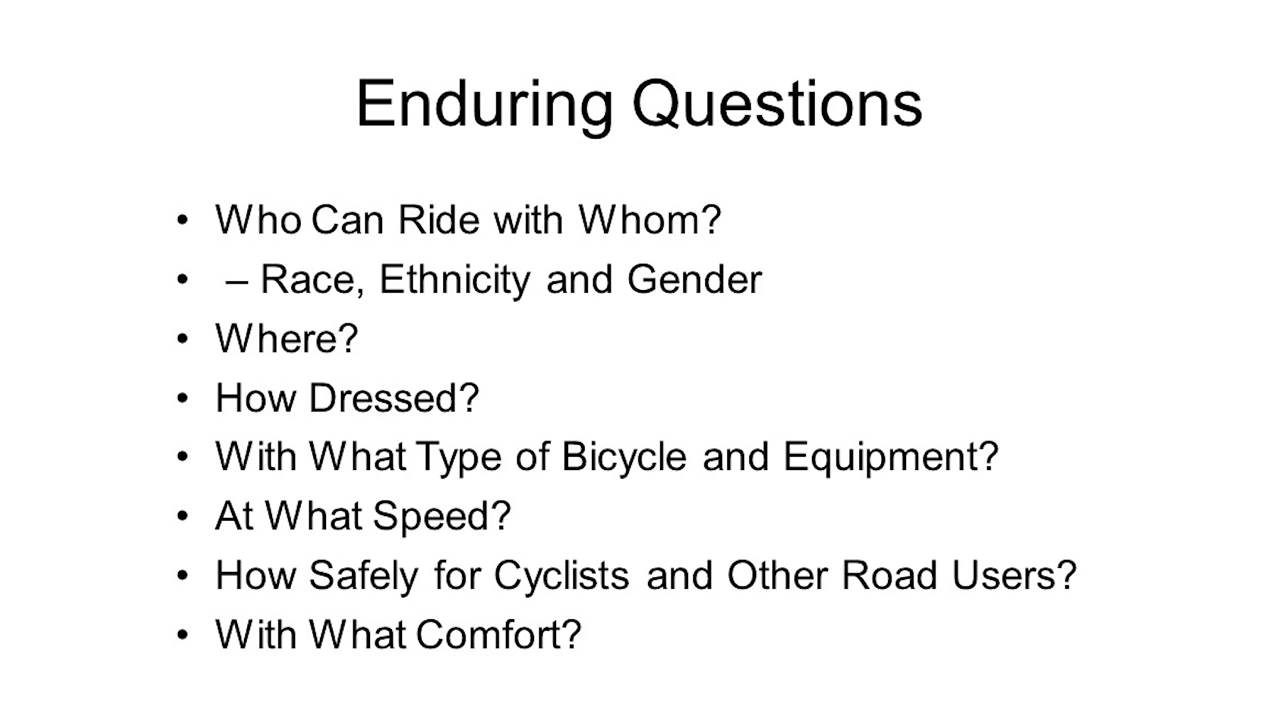 Enduring Questions
• Who Can Ride with Whom?
• – Race, Ethnicity and Gender
• Where?
• How Dressed?
• With What Type of Bicycle and Equipment?
• At What Speed?
• How Safely for Cyclists and Other Road Users?
• With What Comfort?